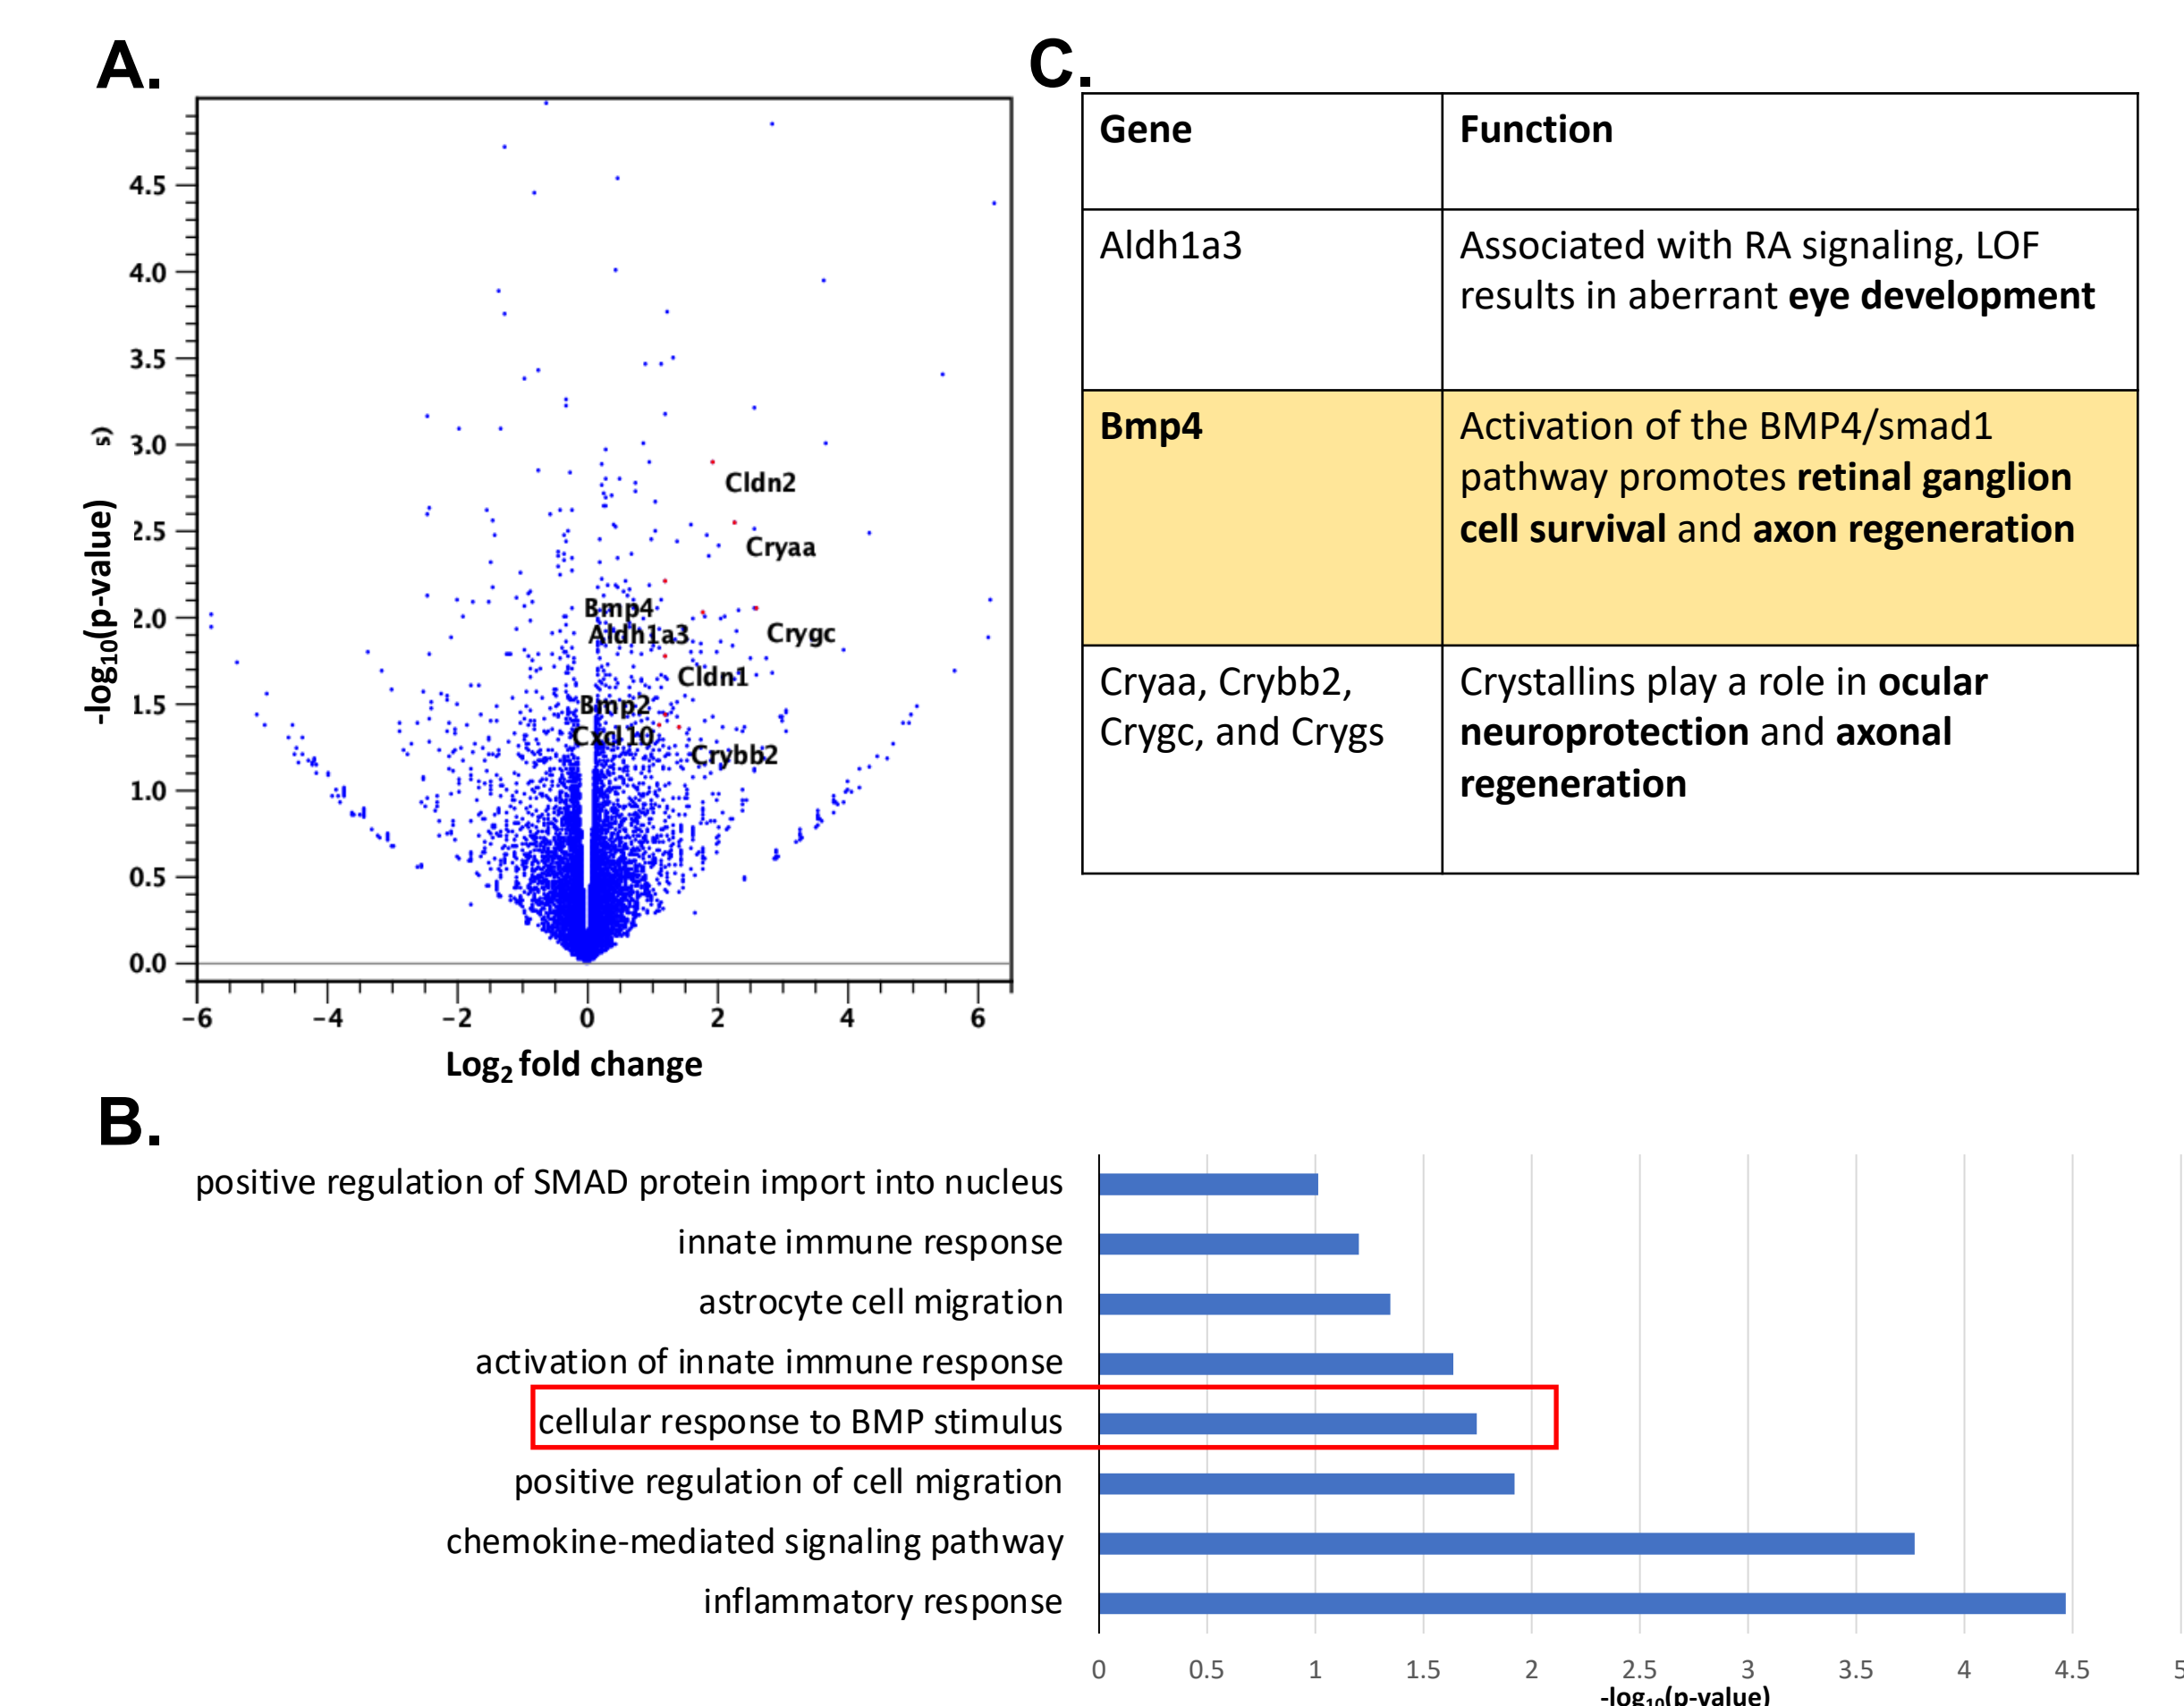 A.
s)
-log10(p-value)
4.5
4.0
3.5
3.0
2.5
2.0
1.5
1.0
0.5
0.0
Cldn2
Cryaa
Bmp4
Aldh1a3
Crygc
Cldn1
Bmp2
Cxcl10
Crybb2
−6 −4 −2 0 2 4 6
Log2 fold change
C.
Gene Function
Aldh1a3
Associated with RA signaling, LOF
results in aberrant eye development
Bmp4
Activation of the BMP4/smad1
pathway promotes retinal ganglion
cell survival and axon regeneration
Cryaa, Crybb2,
Crygc, and Crygs
Crystallins play a role in ocular
neuroprotection and axonal
regeneration
B.
positive regulation of SMAD protein import into nucleus
innate immune response
astrocyte cell migration
activation of innate immune response
cellular response to BMP stimulus
positive regulation of cell migration
chemokine-mediated signaling pathway
inflammatory response
0 0.5 1 1.5 2 2.5 3 3.5 4 4.5 5
-log10(p-value)